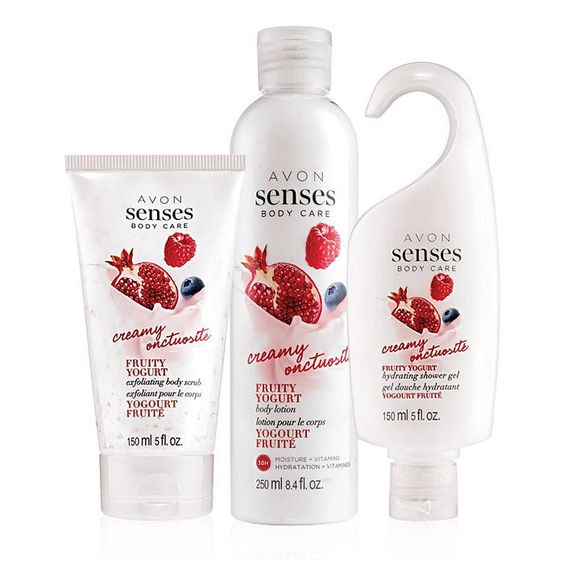 AVON
senses
BODY CARE
creamy
onctuosité
FRUITY
YOGURT
exfoliating body scrub
exfoliant pour le corps
YOGOURT
FRUITÉ
150 ml 5 fl. oz.
AVON
senses
BODY CARE
creamy
onctuosité
FRUITY
YOGURT
body lotion
lotion pour le corps
YOGOURT
FRUITÉ
MOISTURE + VITAMINS
HYDRATATION + VITAMINES
250 ml 8.4 fl. oz.
AVON
senses
BODY CARE
creamy
onctuosité
FRUITY YOGURT
hydrating shower gel
gel douche hydratant
YOGOURT FRUITÉ
150 ml 5 fl. oz.